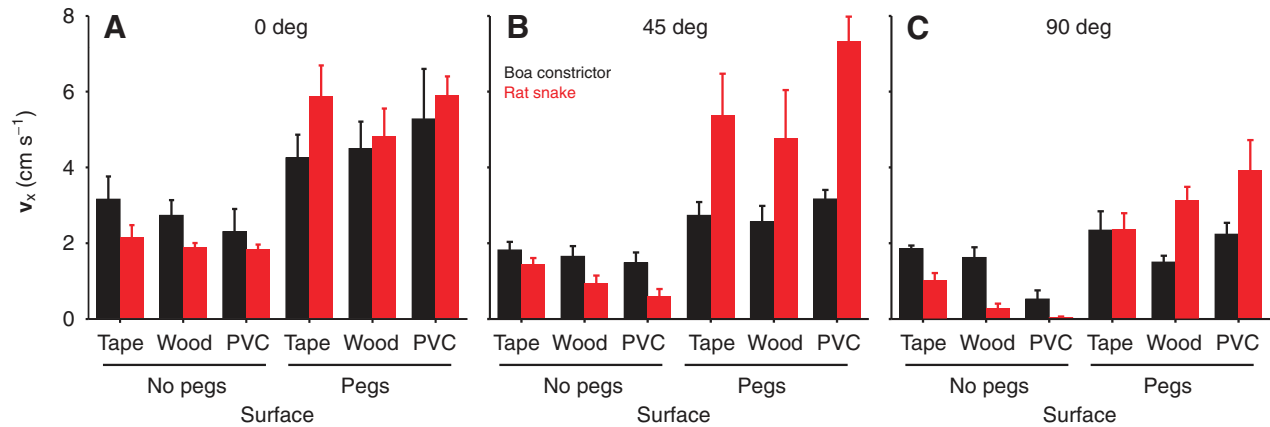 A
0 deg
B
45 deg
C
90 deg
Boa constrictor
Rat snake
v_x (cm s⁻¹)
8
6
4
2
0
Tape Wood PVC Tape Wood PVC
No pegs Pegs
Surface
Tape Wood PVC Tape Wood PVC
No pegs Pegs
Surface
Tape Wood PVC Tape Wood PVC
No pegs Pegs
Surface